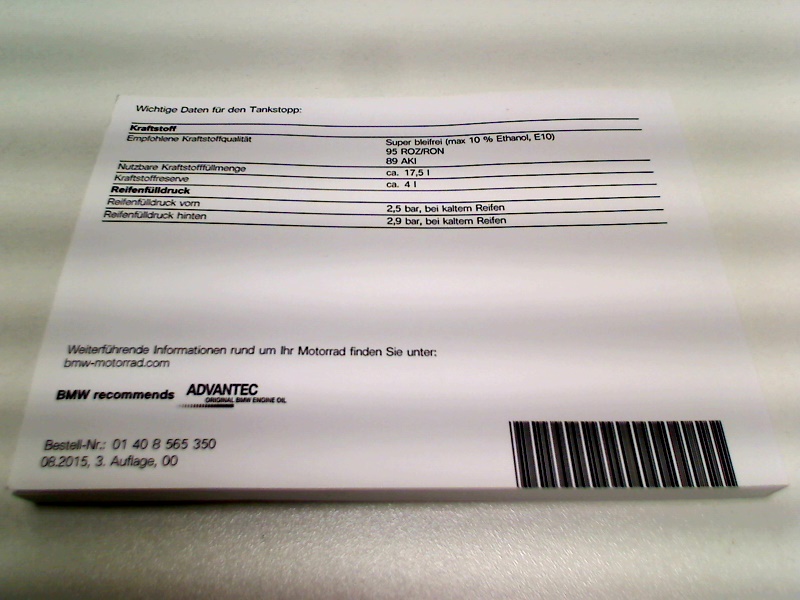 Wichtige Daten für den Tankstopp:
Kraftstoff
Empfohlene Kraftstoffqualität Super bleifrei (max 10 % Ethanol, E10)
95 ROZ/RON
89 AKI
Nutzbare Kraftstofffüllmenge ca. 17,5 l
Kraftstoffreserve ca. 4 l
Reifenfülldruck
Reifenfülldruck vorn 2,5 bar, bei kaltem Reifen
Reifenfülldruck hinten 2,9 bar, bei kaltem Reifen
Weiterführende Informationen rund um Ihr Motorrad finden Sie unter:
bmw-motorrad.com
BMW recommends ADVANTEC
ORIGINAL BMW ENGINE OIL
Bestell-Nr.: 01 40 8 565 350
08.2015, 3. Auflage, 00